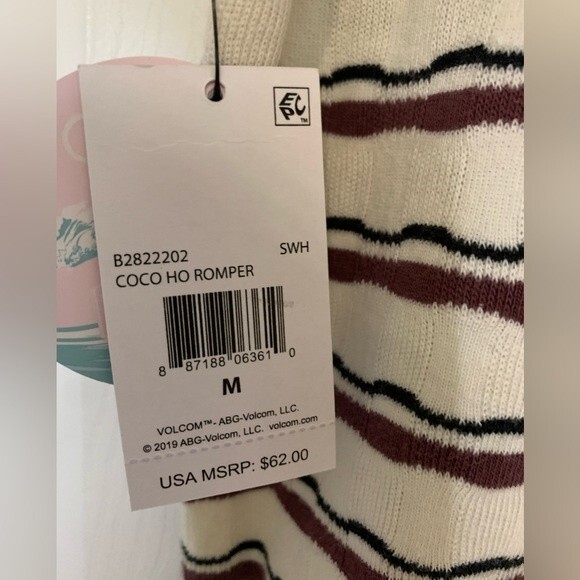 EPC™
B2822202 SWH
COCO HO ROMPER
8 87188 06361 0
M
VOLCOM™- ABG-Volcom, LLC.
© 2019 ABG-Volcom, LLC. volcom.com
USA MSRP: $62.00